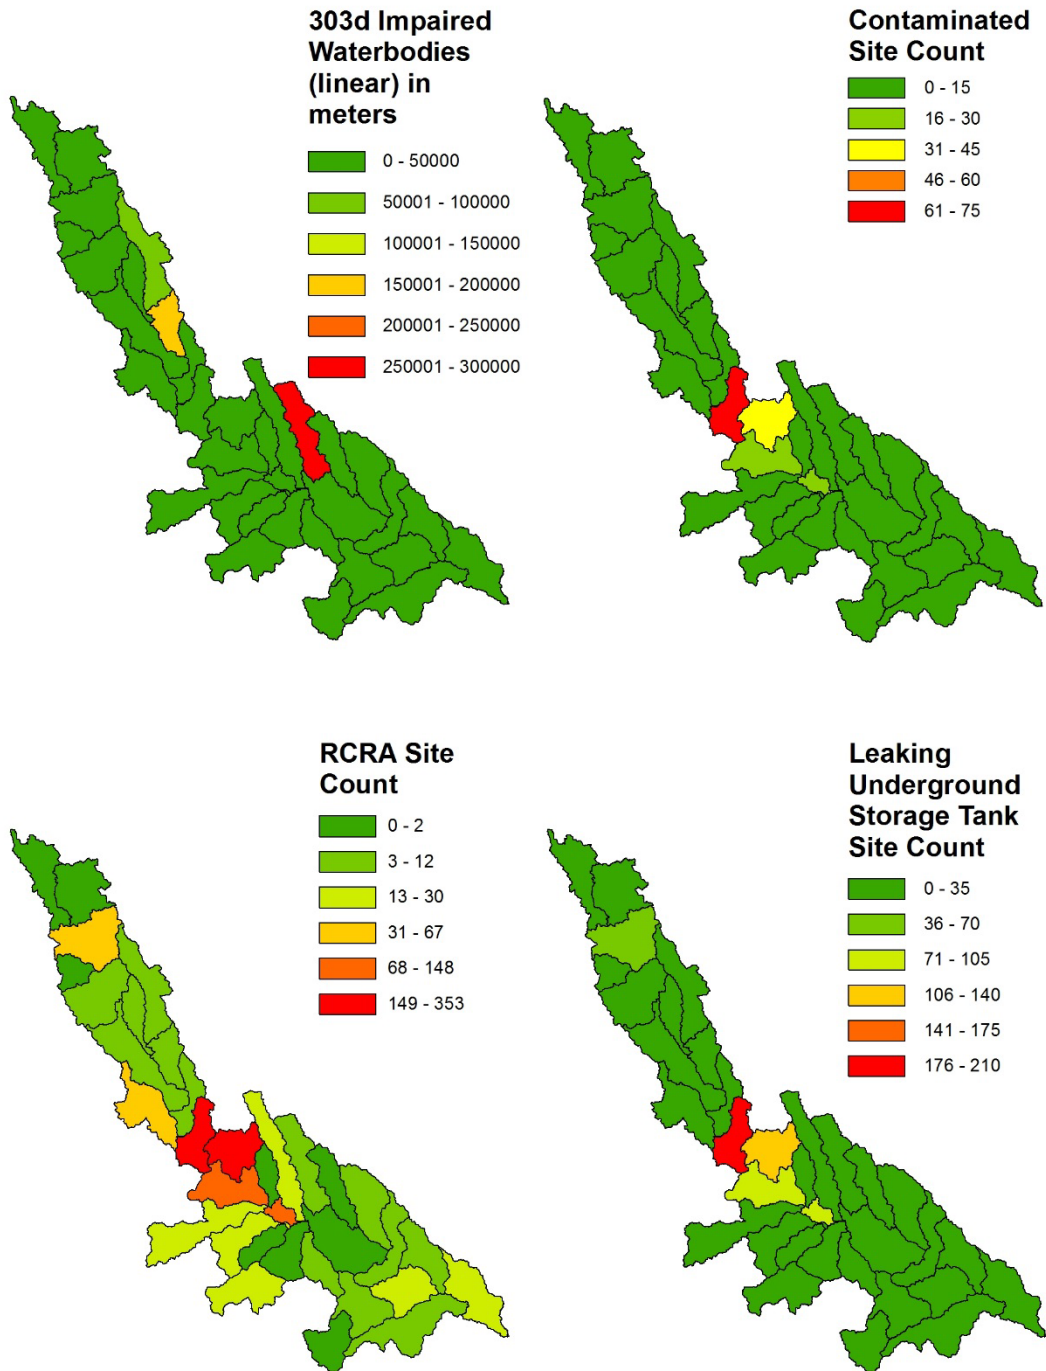 303d Impaired
Waterbodies
(linear) in
meters
0 - 50000
50001 - 100000
100001 - 150000
150001 - 200000
200001 - 250000
250001 - 300000
Contaminated
Site Count
0 - 15
16 - 30
31 - 45
46 - 60
61 - 75
RCRA Site
Count
0 - 2
3 - 12
13 - 30
31 - 67
68 - 148
149 - 353
Leaking
Underground
Storage Tank
Site Count
0 - 35
36 - 70
71 - 105
106 - 140
141 - 175
176 - 210